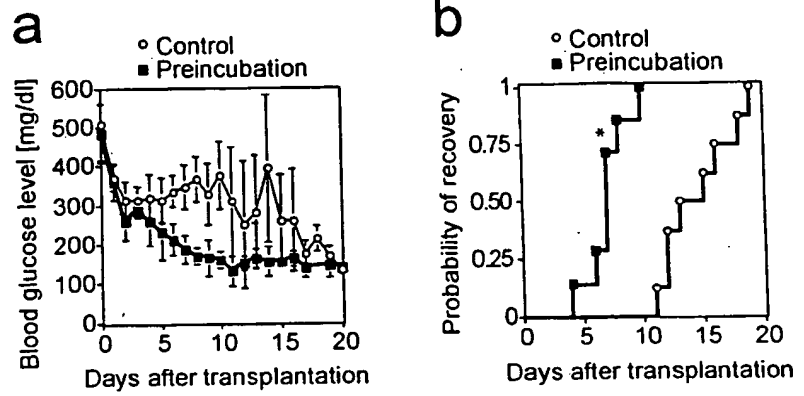 a
Control
Preincubation
Blood glucose level [mg/dl]
600
500
400
300
200
100
0
0 5 10 15 20
Days after transplantation
b
Control
Preincubation
Probability of recovery
1
0.75
0.50
0.25
0
*
0 5 10 15 20
Days after transplantation